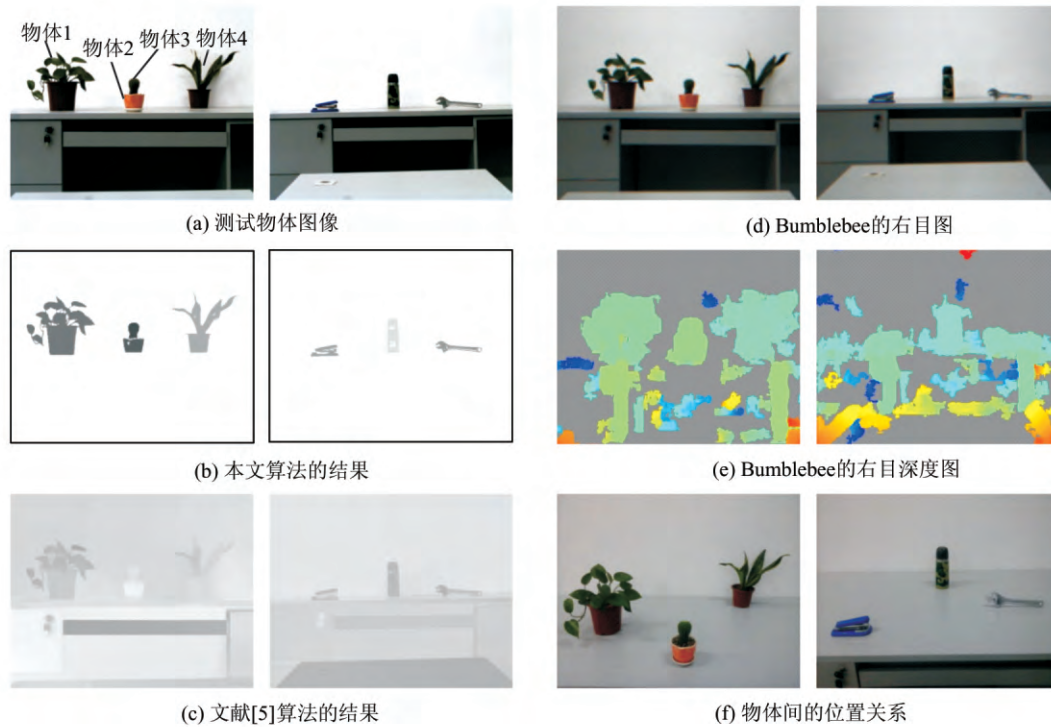 物体1
物体2
物体3
物体4
(a) 测试物体图像
(b) 本文算法的结果
(c) 文献[5]算法的结果
(d) Bumblebee的右目图
(e) Bumblebee的右目深度图
(f) 物体间的位置关系